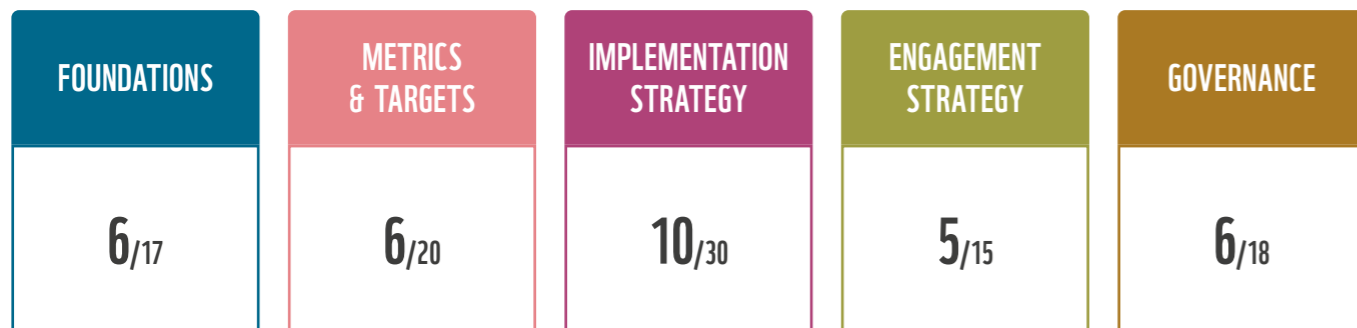 FOUNDATIONS
6/17
METRICS
& TARGETS
6/20
IMPLEMENTATION
STRATEGY
10/30
ENGAGEMENT
STRATEGY
5/15
GOVERNANCE
6/18